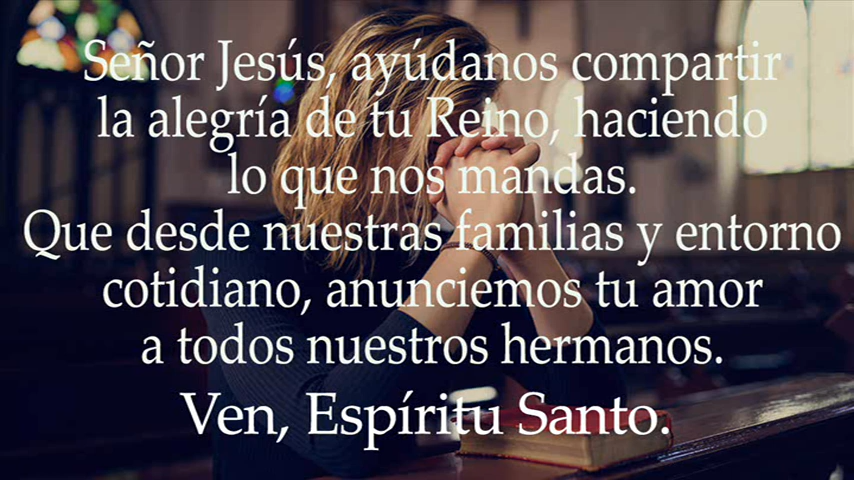 Señor Jesús, ayúdanos compartir
la alegría de tu Reino, haciendo
lo que nos mandas.
Que desde nuestras familias y entorno
cotidiano, anunciemos tu amor
a todos nuestros hermanos.
Ven, Espíritu Santo.